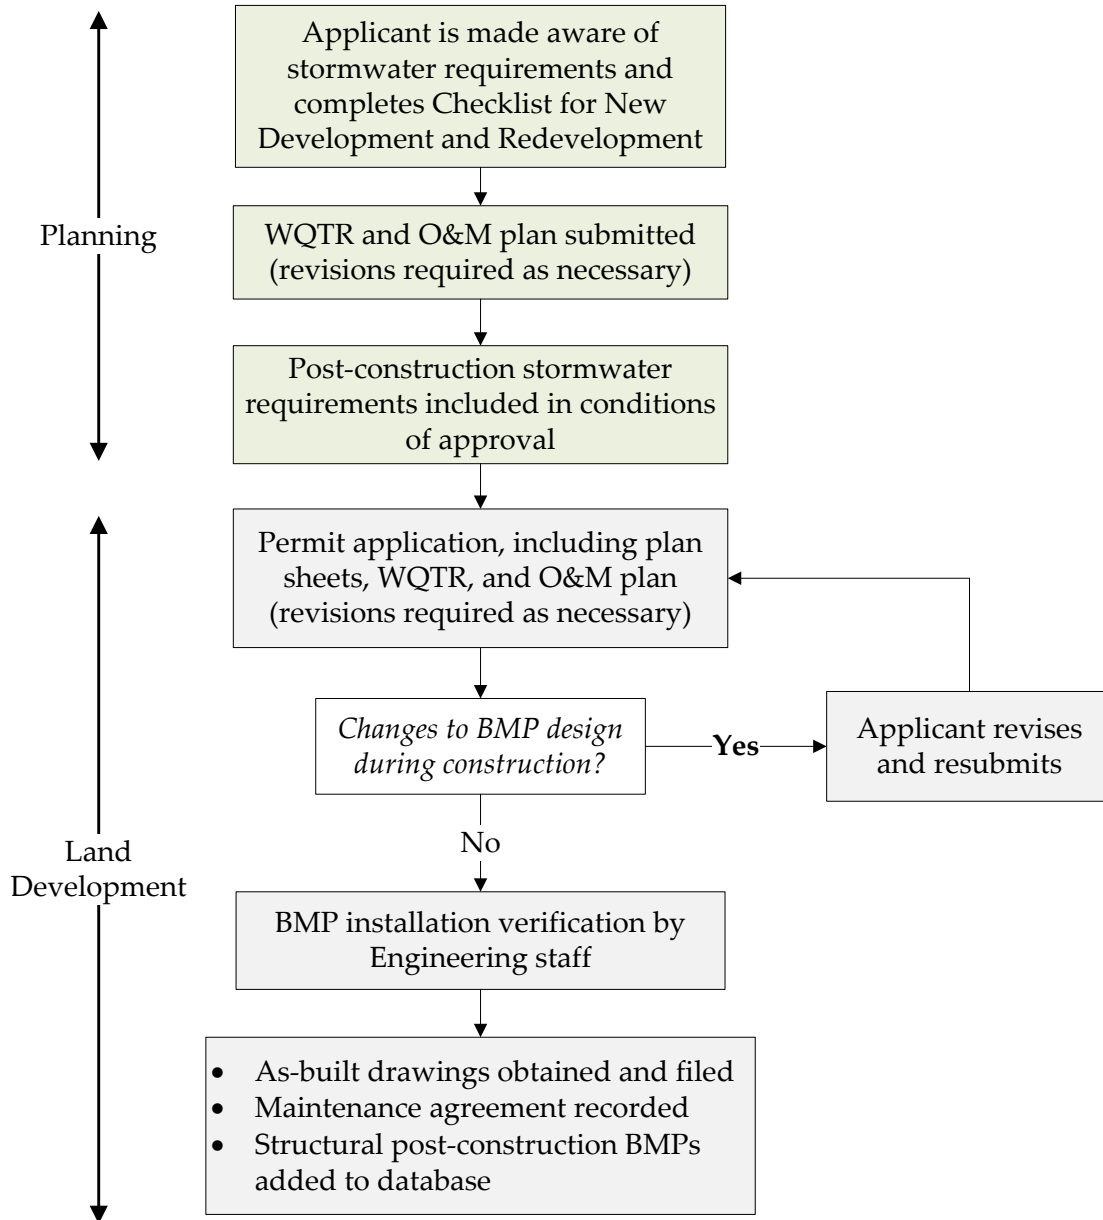 Applicant is made aware of
stormwater requirements and
completes Checklist for New
Development and Redevelopment
Planning
WQTR and O&M plan submitted
(revisions required as necessary)
Post-construction stormwater
requirements included in conditions
of approval
Permit application, including plan
sheets, WQTR, and O&M plan
(revisions required as necessary)
Changes to BMP design
during construction?
Yes
Applicant revises
and resubmits
No
Land
Development
BMP installation verification by
Engineering staff
• As-built drawings obtained and filed
• Maintenance agreement recorded
• Structural post-construction BMPs
added to database